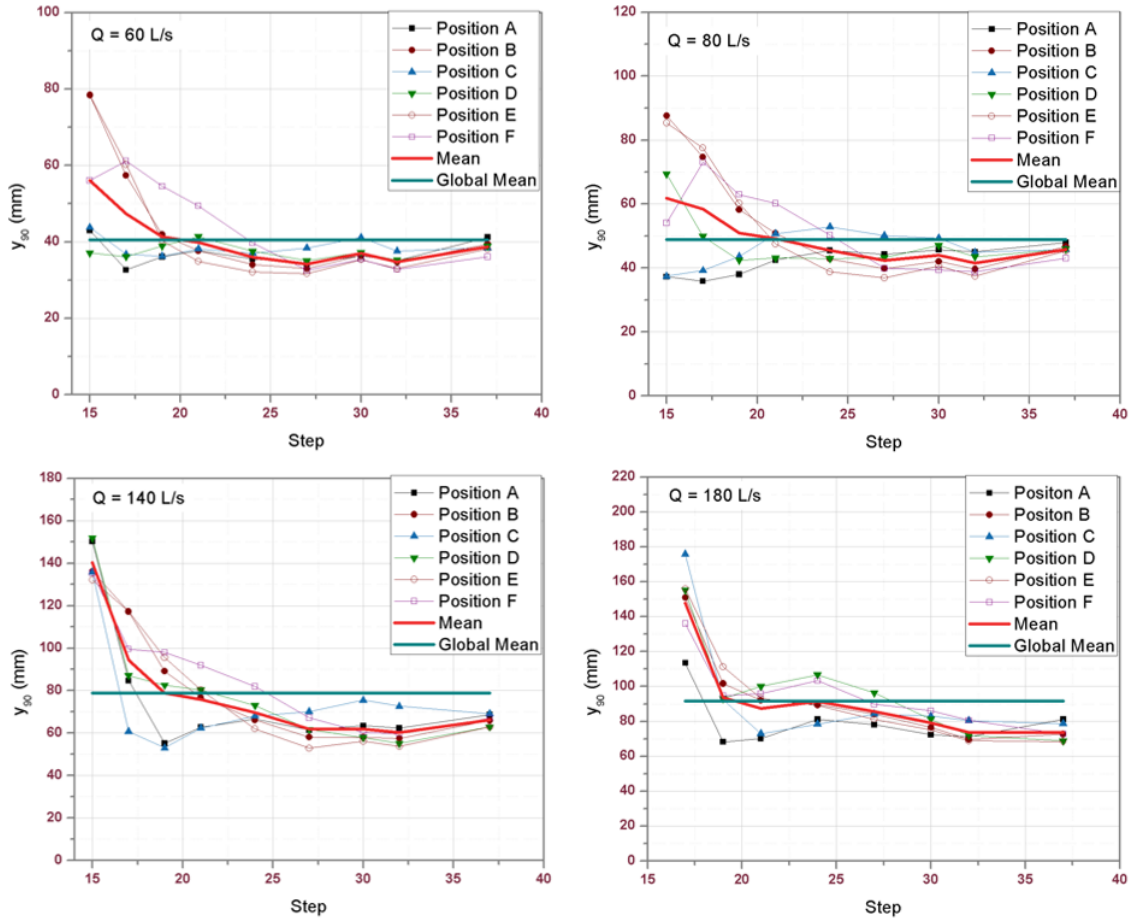 Q = 60 L/s
Position A
Position B
Position C
Position D
Position E
Position F
Mean
Global Mean
100
80
60
40
20
0
y90 (mm)
15 20 25 30 35 40
Step
Q = 80 L/s
Position A
Position B
Position C
Position D
Position E
Position F
Mean
Global Mean
120
100
80
60
40
20
0
y90 (mm)
15 20 25 30 35 40
Step
Q = 140 L/s
Position A
Position B
Position C
Position D
Position E
Position F
Mean
Global Mean
180
160
140
120
100
80
60
40
20
0
y90 (mm)
15 20 25 30 35 40
Step
Q = 180 L/s
Positon A
Positon B
Position C
Position D
Position E
Position F
Mean
Global Mean
220
200
180
160
140
120
100
80
60
40
20
0
y90 (mm)
15 20 25 30 35 40
Step